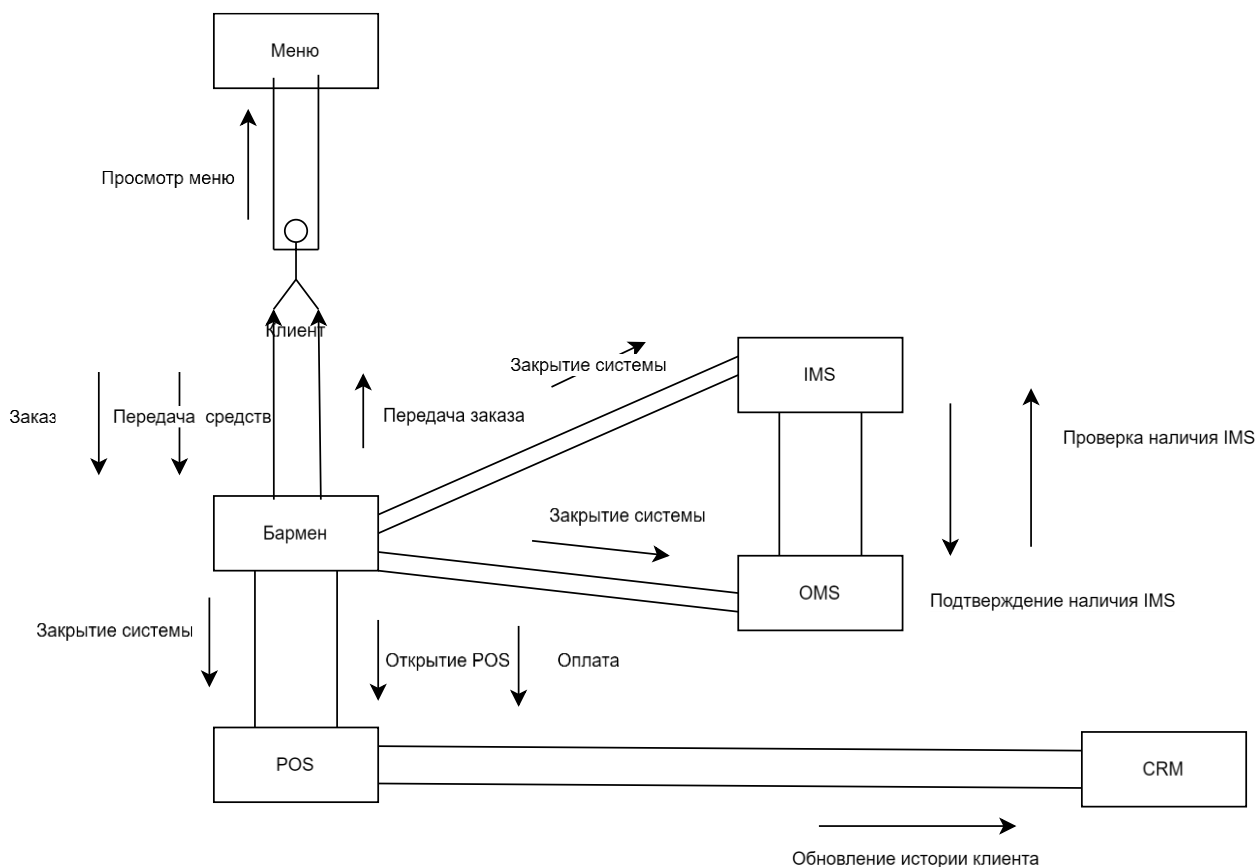 Меню
Просмотр меню
Клиент
Закрытие системы
IMS
Заказ
Передача средств
Передача заказа
Проверка наличия IMS
Бармен
Закрытие системы
OMS
Подтверждение наличия IMS
Закрытие системы
Открытие POS
Оплата
POS
CRM
Обновление истории клиента